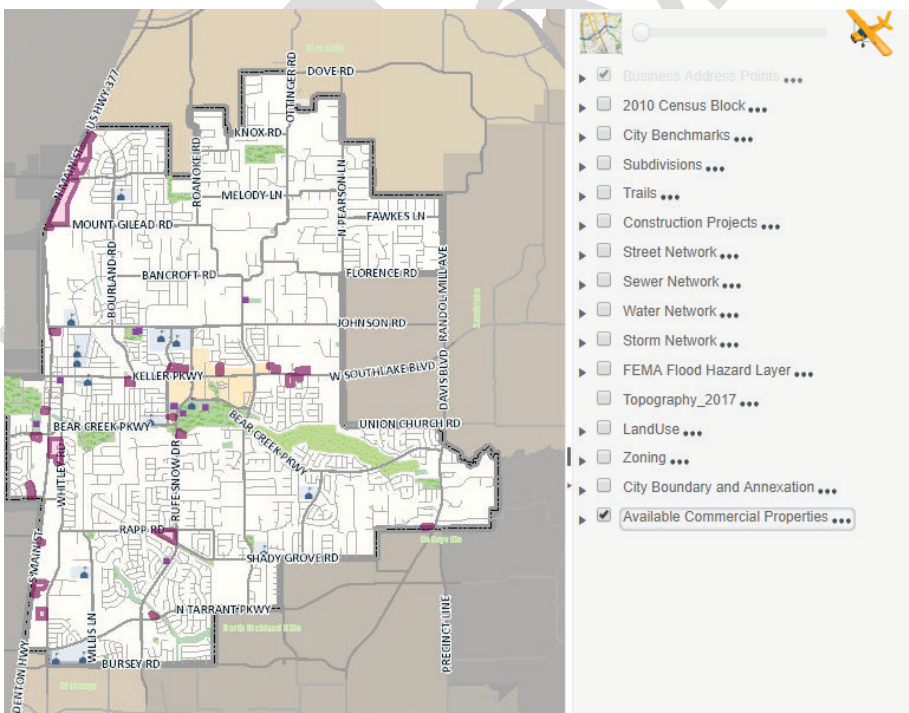 US HWY 377
OTTINGER RD
DOVE RD
KNOX RD
N MAIN ST
ROANOKE RD
MELODY LN
N PEARSON LN
FAWKES LN
MOUNT GILEAD RD
BOURLAND RD
BANCROFT RD
FLORENCE RD
DAVIS BLVD
RANDOL MILL AVE
Southlake
JOHNSON RD
KELLER PKWY
W SOUTHLAKE BLVD
BEAR CREEK PKWY
BEAR CREEK PKWY
UNION CHURCH RD
WHITLEY RD
RUFE SNOW DR
RAPP RD
SHADY GROVE RD
S MAIN ST
N TARRANT PKWY
North Richland Hills
WILLIS LN
BURSEY RD
PRECINCT LINE
DENTON HWY
Business Address Points •••
2010 Census Block •••
City Benchmarks •••
Subdivisions •••
Trails •••
Construction Projects •••
Street Network •••
Sewer Network •••
Water Network •••
Storm Network •••
FEMA Flood Hazard Layer •••
Topography_2017 •••
LandUse •••
Zoning •••
City Boundary and Annexation •••
Available Commercial Properties •••